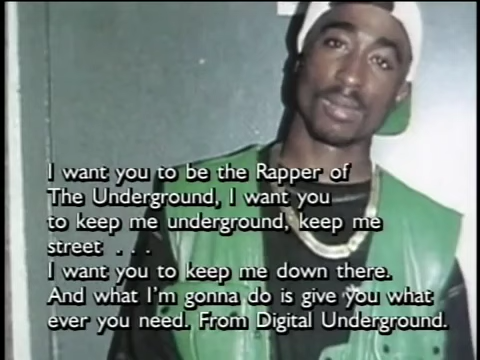 I want you to be the Rapper of
The Underground, I want you
to keep me underground, keep me
street . . .
I want you to keep me down there.
And what I'm gonna do is give you what
ever you need. From Digital Underground.